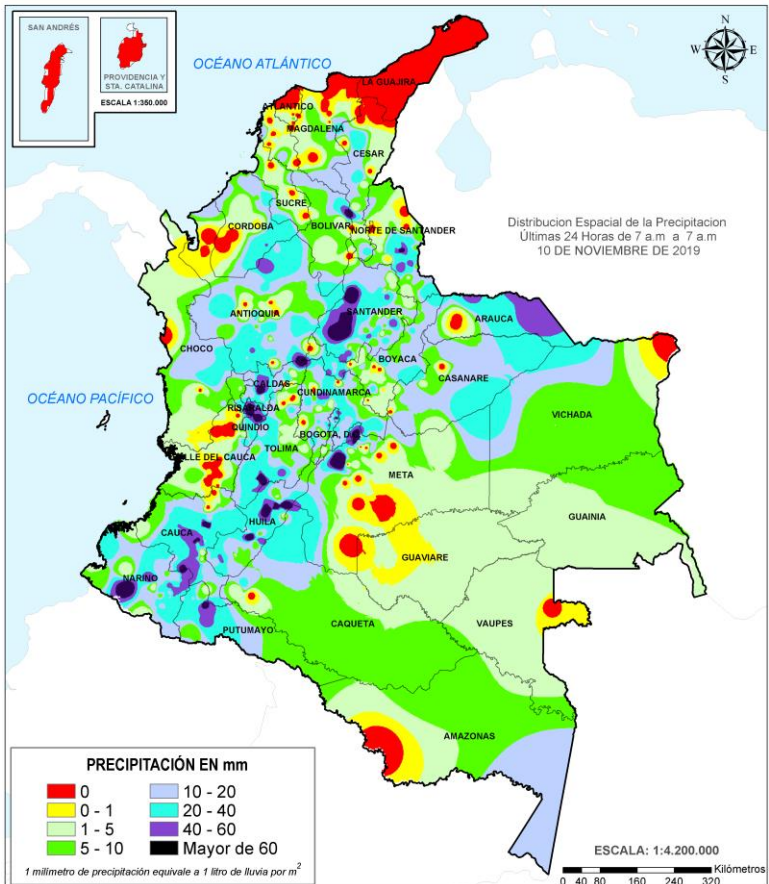 SAN ANDRÉS
PROVIDENCIA Y
STA. CATALINA
ESCALA 1:350.000
OCÉANO ATLÁNTICO
N
W
E
S
LA GUAJIRA
ATLANTICO
MAGDALENA
CESAR
SUCRE
CORDOBA
BOLIVAR
NORTE DE SANTANDER
Distribucion Espacial de la Precipitacion
Últimas 24 Horas de 7 a.m a 7 a.m
10 DE NOVIEMBRE DE 2019
ANTIOQUIA
SANTANDER
ARAUCA
CHOCO
BOYACA
CASANARE
OCÉANO PACÍFICO
CALDAS
CUNDINAMARCA
RISARALDA
VICHADA
QUINDIO
BOGOTA, D.C.
TOLIMA
VALLE DEL CAUCA
META
GUAINIA
HUILA
CAUCA
GUAVIARE
NARIÑO
PUTUMAYO
CAQUETA
VAUPES
AMAZONAS
PRECIPITACIÓN EN mm
0
0 - 1
1 - 5
5 - 10
10 - 20
20 - 40
40 - 60
Mayor de 60
1 milímetro de precipitación equivale a 1 litro de lluvia por m²
ESCALA: 1:4.200.000
Kilómetros
0 40 80 160 240 320